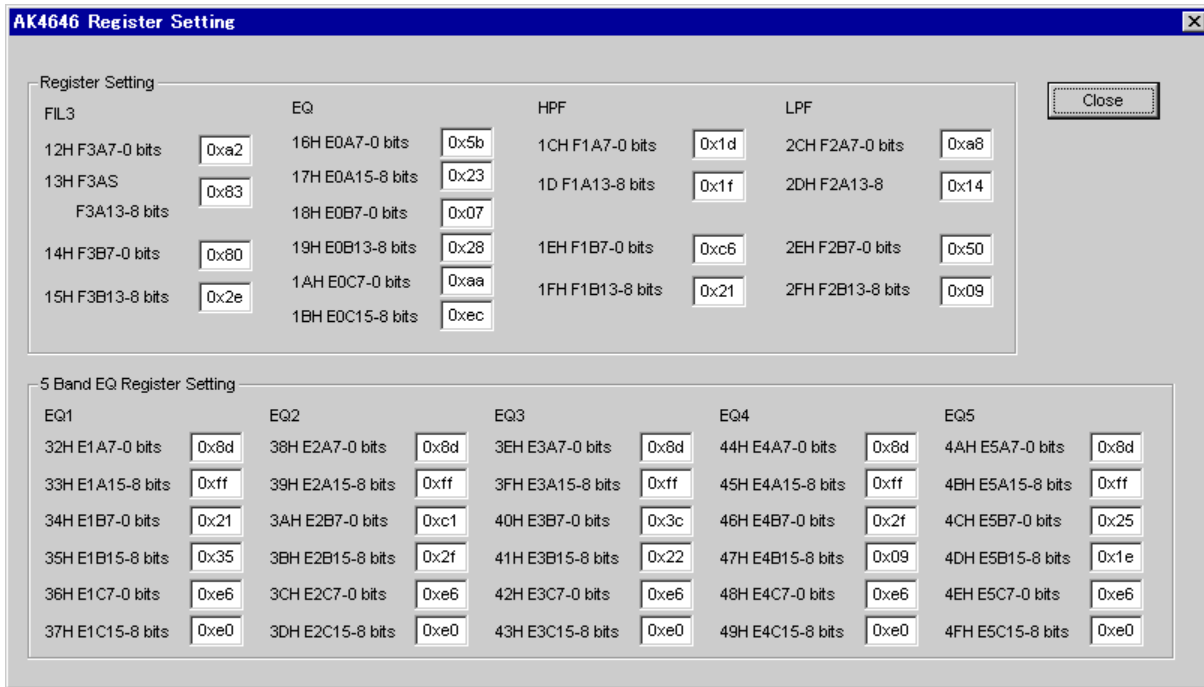 AK4646 Register Setting
Register Setting
Close
FIL3
12H F3A7-0 bits 0xa2
13H F3AS 0x83
F3A13-8 bits
14H F3B7-0 bits 0x80
15H F3B13-8 bits 0x2e
EQ
16H E0A7-0 bits 0x5b
17H E0A15-8 bits 0x23
18H E0B7-0 bits 0x07
19H E0B13-8 bits 0x28
1AH E0C7-0 bits 0xaa
1BH E0C15-8 bits 0xec
HPF
1CH F1A7-0 bits 0x1d
1D F1A13-8 bits 0x1f
1EH F1B7-0 bits 0xc6
1FH F1B13-8 bits 0x21
LPF
2CH F2A7-0 bits 0xa8
2DH F2A13-8 0x14
2EH F2B7-0 bits 0x50
2FH F2B13-8 bits 0x09
5 Band EQ Register Setting
EQ1
32H E1A7-0 bits 0x8d
33H E1A15-8 bits 0xff
34H E1B7-0 bits 0x21
35H E1B15-8 bits 0x35
36H E1C7-0 bits 0xe6
37H E1C15-8 bits 0xe0
EQ2
38H E2A7-0 bits 0x8d
39H E2A15-8 bits 0xff
3AH E2B7-0 bits 0xc1
3BH E2B15-8 bits 0x2f
3CH E2C7-0 bits 0xe6
3DH E2C15-8 bits 0xe0
EQ3
3EH E3A7-0 bits 0x8d
3FH E3A15-8 bits 0xff
40H E3B7-0 bits 0x3c
41H E3B15-8 bits 0x22
42H E3C7-0 bits 0xe6
43H E3C15-8 bits 0xe0
EQ4
44H E4A7-0 bits 0x8d
45H E4A15-8 bits 0xff
46H E4B7-0 bits 0x2f
47H E4B15-8 bits 0x09
48H E4C7-0 bits 0xe6
49H E4C15-8 bits 0xe0
EQ5
4AH E5A7-0 bits 0x8d
4BH E5A15-8 bits 0xff
4CH E5B7-0 bits 0x25
4DH E5B15-8 bits 0x1e
4EH E5C7-0 bits 0xe6
4FH E5C15-8 bits 0xe0